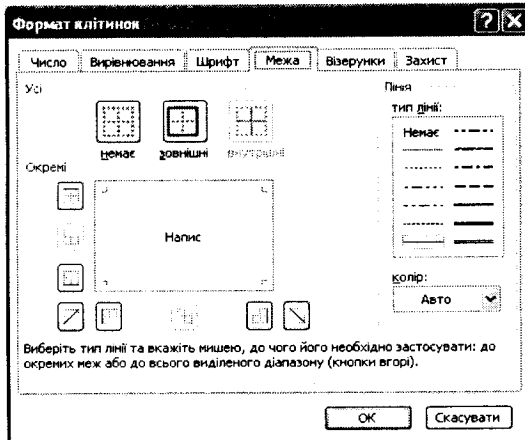 Формат клітинок
Число Вирівнювання Шрифт Межа Візерунки Захист
Усі
Лінія
тип лінії:
немає зовнішні внутрішні
Немає
Окремі
Напис
колір:
Авто
Виберіть тип лінії та вкажіть мишею, до чого його необхідно застосувати: до
окремих меж або до всього виділеного діапазону (кнопки вгорі).
ОК Скасувати